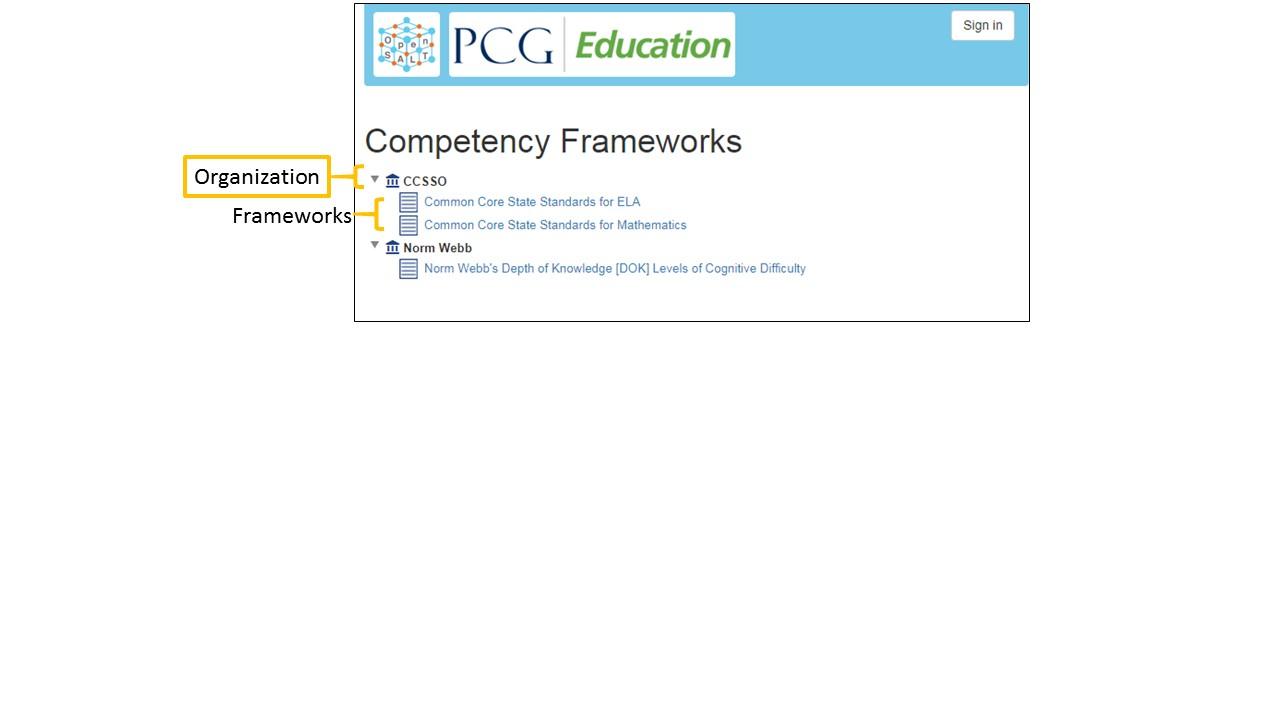 Open
SALT
PCG Education
Sign in
Competency Frameworks
Organization
CCSSO
Common Core State Standards for ELA
Frameworks
Common Core State Standards for Mathematics
Norm Webb
Norm Webb's Depth of Knowledge [DOK] Levels of Cognitive Difficulty